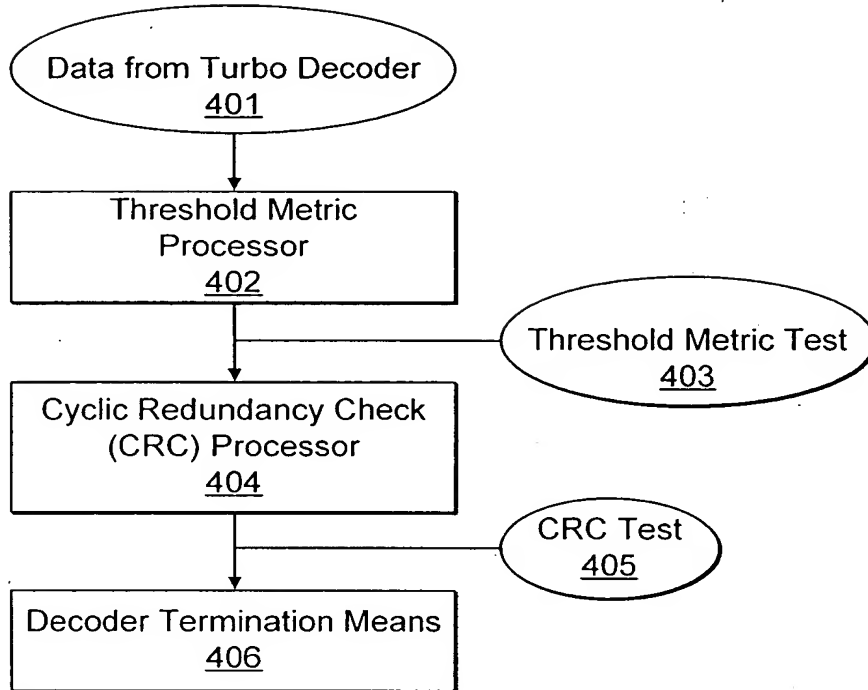 Data from Turbo Decoder
401
Threshold Metric
Processor
402
Threshold Metric Test
403
Cyclic Redundancy Check
(CRC) Processor
404
CRC Test
405
Decoder Termination Means
406